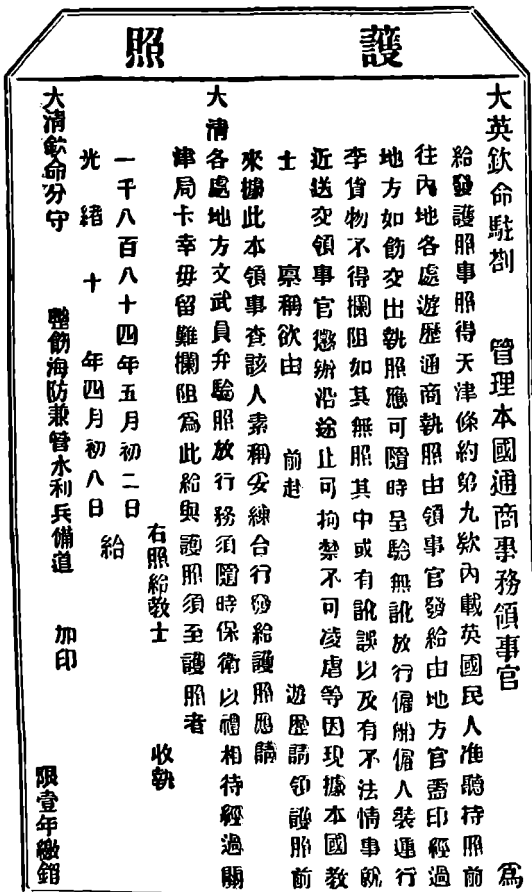 護照
大英欽命駐劄 管理本國通商事務領事官 為
給發護照事照得天津條約第九款內載英國民人准聽持照前
往內地各處遊歷通商執照由領事官發給由地方官蓋印經過
地方如飭交出執照應可隨時呈驗無訛放行僱船僱人裝運行
李貨物不得攔阻如其無照其中或有訛誤以及有不法情事就
近送交領事官懲辦沿途止可拘禁不可凌虐等因現據本國教
士 稟稱欲由 前赴 遊歷請領護照前
來據此本領事查該人素稱妥練合行發給護照應請
大清各處地方文武員弁驗照放行務須隨時保衛以禮相待經過關
津局卡幸毋留難攔阻為此給與護照須至護照者
右照給教士 收執
一千八百八十四年五月初二日
光緒十年四月初八日 給
大清欽命分守 整飭海防兼管水利兵備道 加印
限壹年繳銷